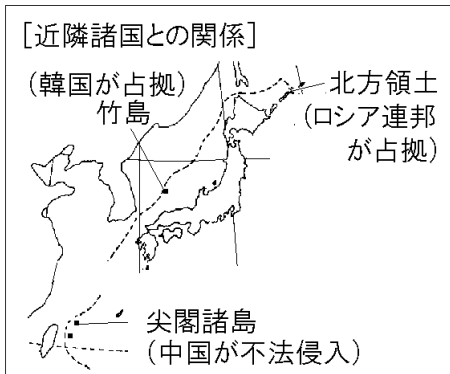 [近隣諸国との関係]
(韓国が占拠)
竹島
北方領土
(ロシア連邦
が占拠)
尖閣諸島
(中国が不法侵入)